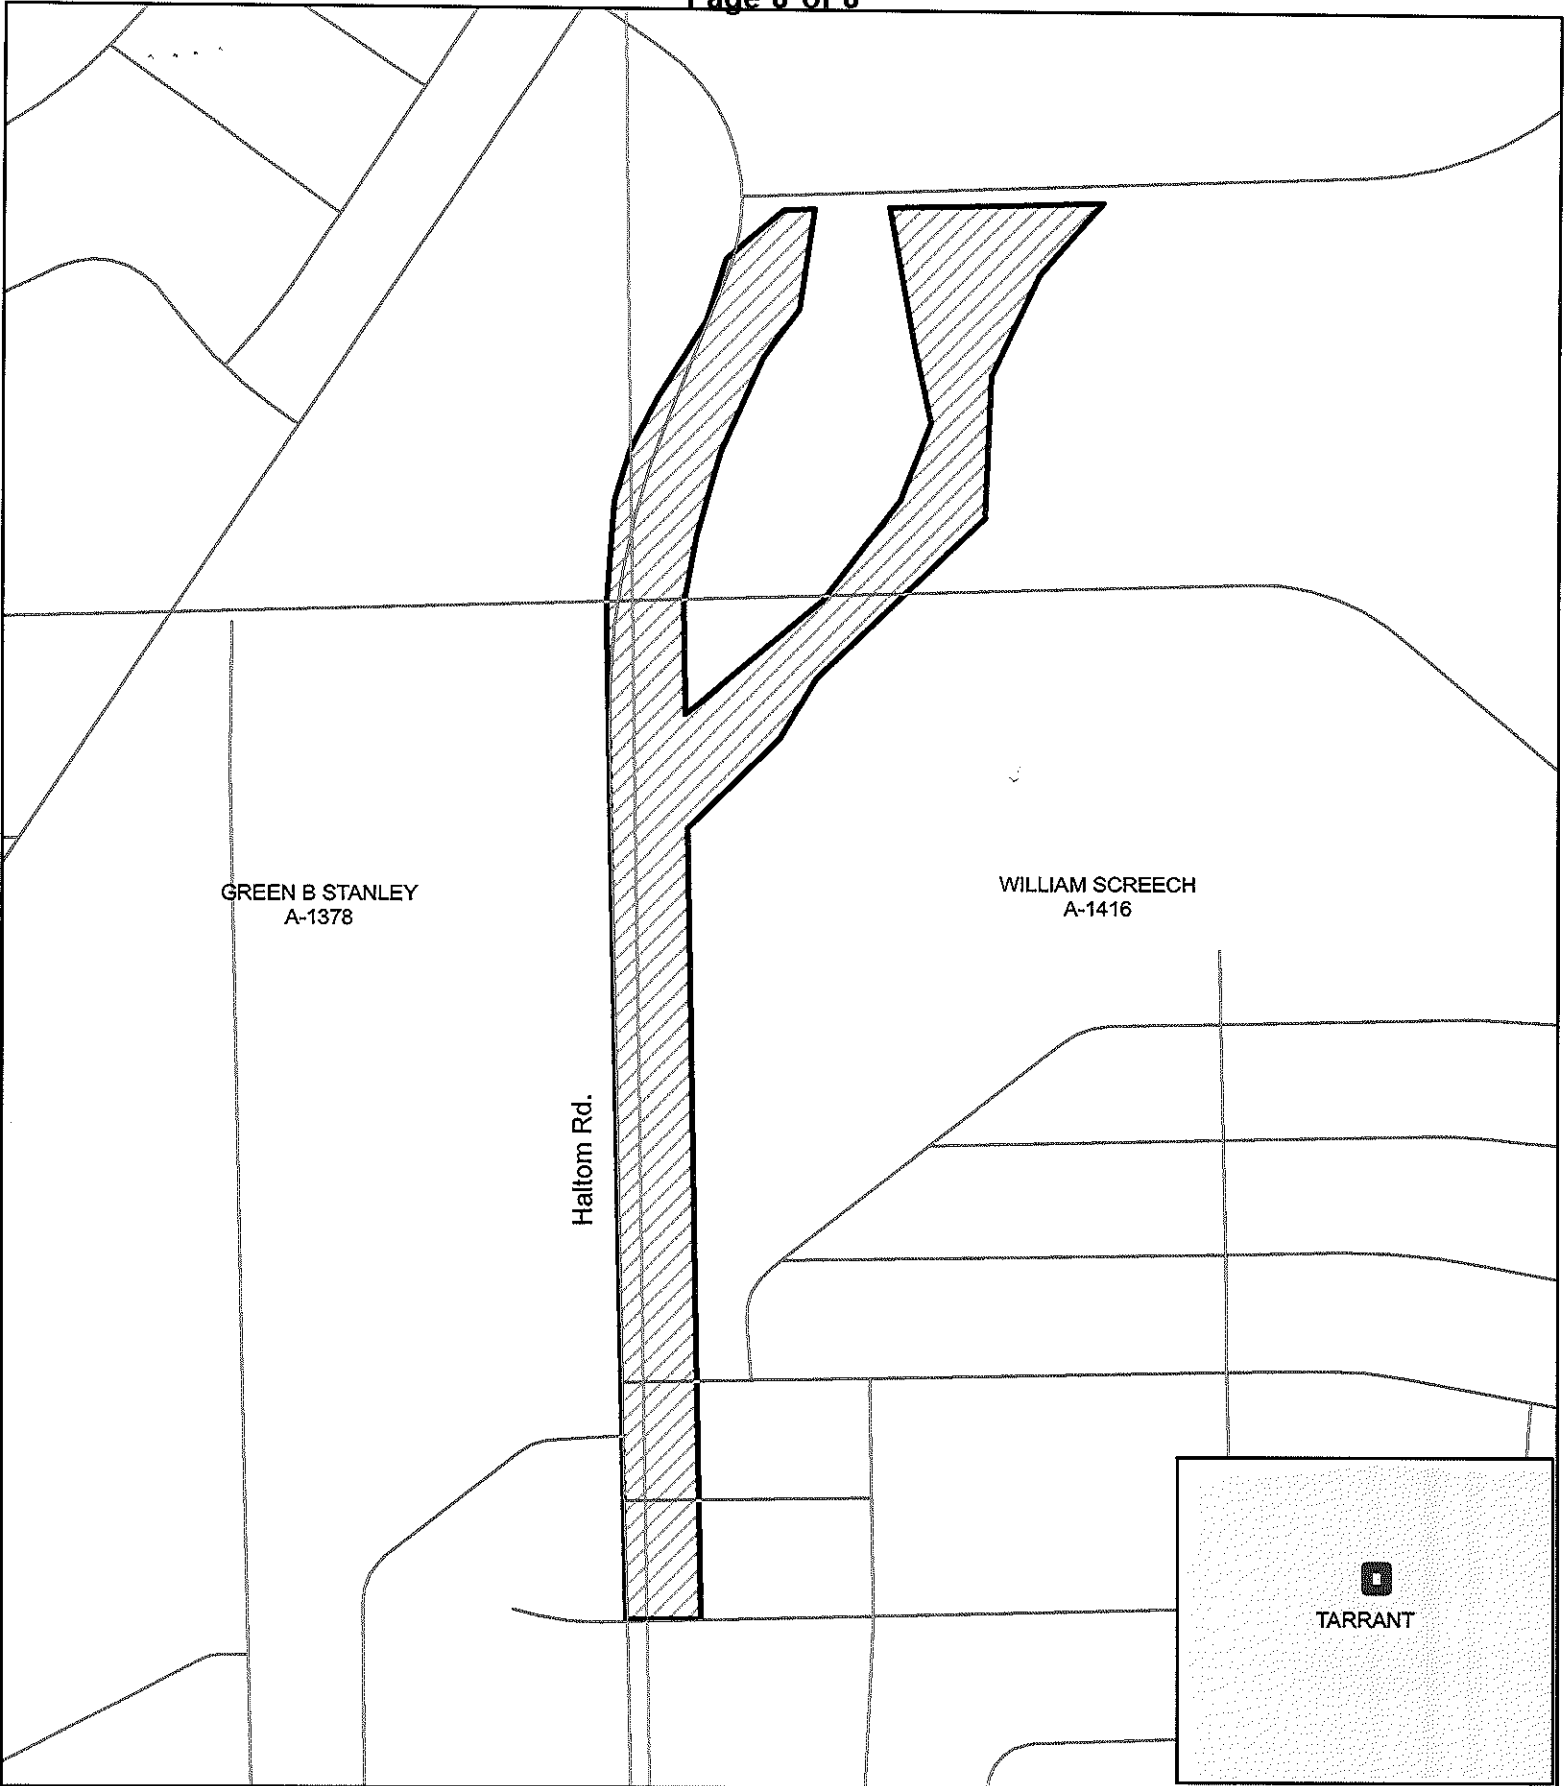 GREEN B STANLEY
A-1378
WILLIAM SCREECH
A-1416
Haltom Rd.
TARRANT